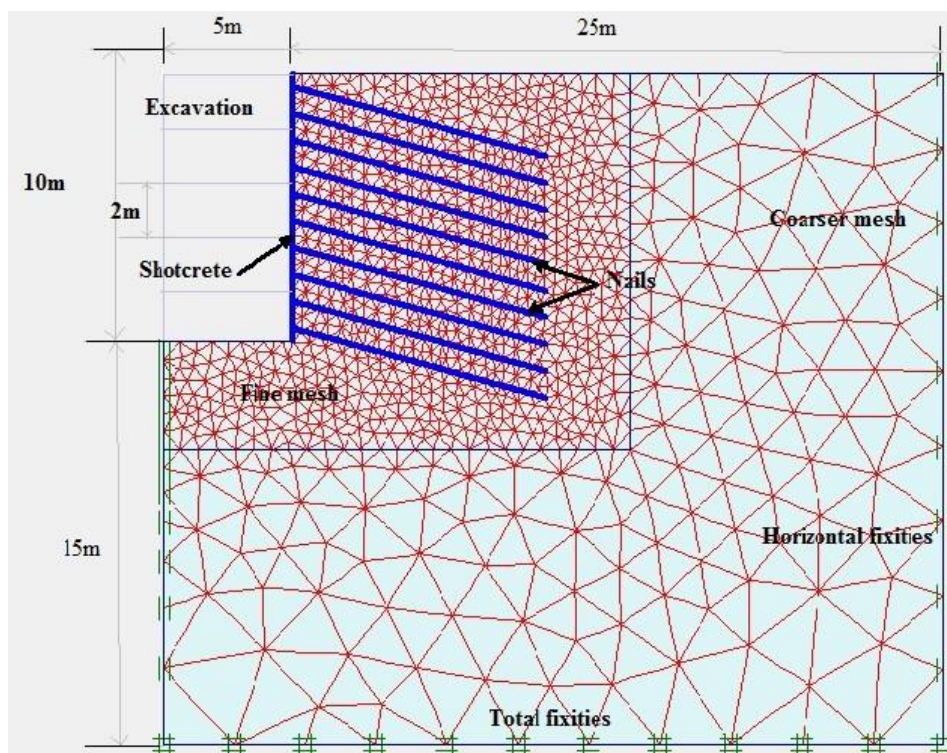 5m
25m
Excavation
10m
2m
Coarser mesh
Shotcrete
Nails
Fine mesh
15m
Horizontal fixities
Total fixities